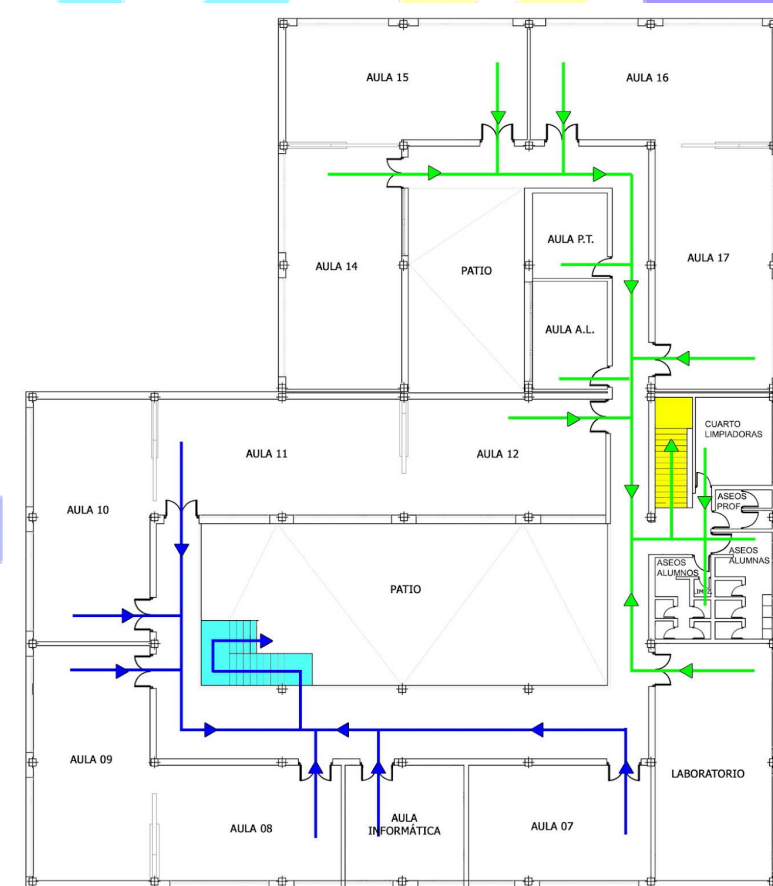 AULA 15
AULA 16
AULA P.T.
AULA 14
PATIO
AULA 17
AULA A.L.
CUARTO
LIMPIADORAS
AULA 11
AULA 12
ASEOS
PROF.
AULA 10
ASEOS
ALUMNAS
ASEOS
ALUMNOS
PATIO
AULA 09
LABORATORIO
AULA 08
AULA
INFORMÁTICA
AULA 07